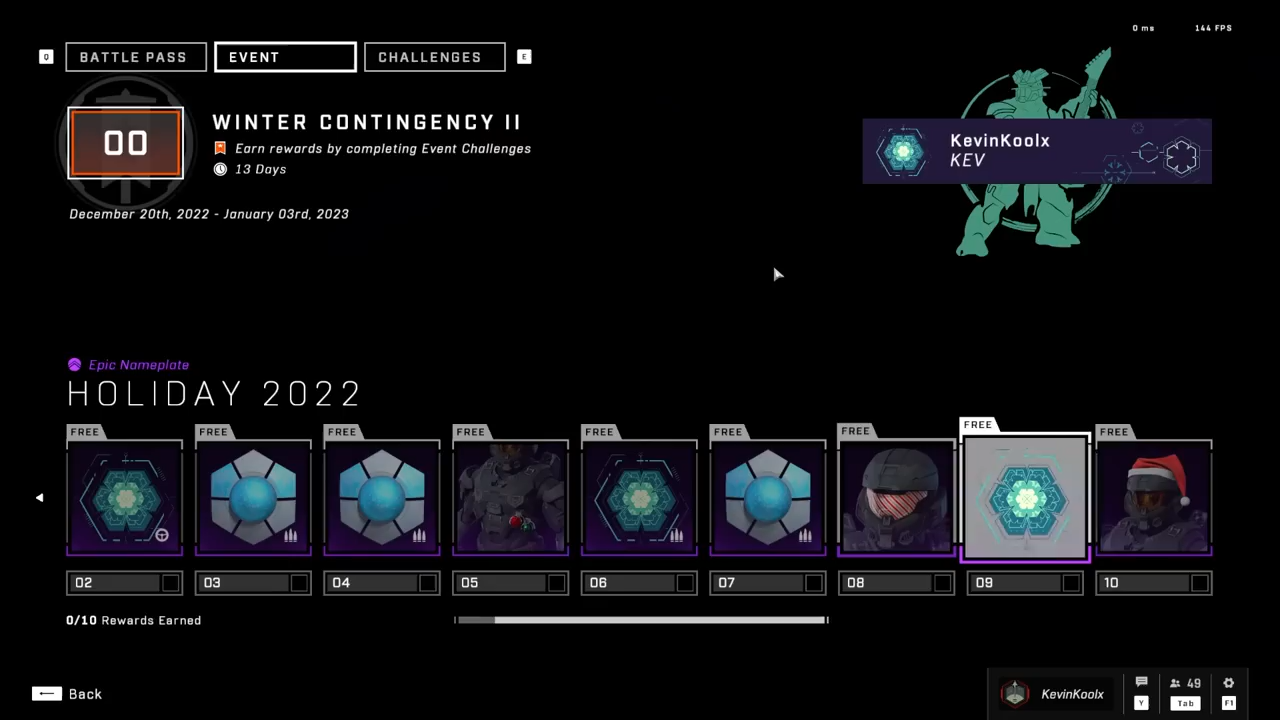 0 ms 144 FPS
Q BATTLE PASS EVENT CHALLENGES E
00
WINTER CONTINGENCY II
Earn rewards by completing Event Challenges
13 Days
December 20th, 2022 - January 03rd, 2023
KevinKoolx
KEV
Epic Nameplate
HOLIDAY 2022
FREE FREE FREE FREE FREE FREE FREE FREE FREE
02 03 04 05 06 07 08 09 10
0/10 Rewards Earned
Back
KevinKoolx 49
Y Tab F1